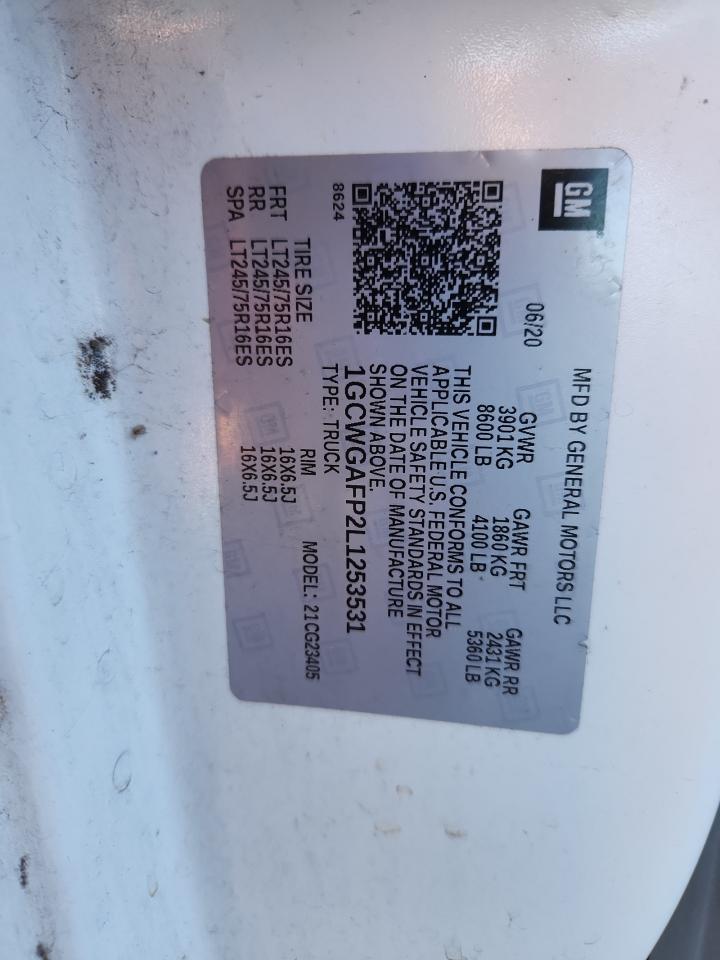 GM
MFD BY GENERAL MOTORS LLC
06/20 GVWR GAWR FRT GAWR RR
3901 KG 1860 KG 2431 KG
8600 LB 4100 LB 5360 LB
THIS VEHICLE CONFORMS TO ALL
APPLICABLE U.S. FEDERAL MOTOR
VEHICLE SAFETY STANDARDS IN EFFECT
ON THE DATE OF MANUFACTURE
SHOWN ABOVE.
1GCWGAFP2L1253531
8624 TYPE: TRUCK
TIRE SIZE RIM MODEL: 21CG23405
FRT LT245/75R16ES 16X6.5J
RR LT245/75R16ES 16X6.5J
SPA LT245/75R16ES 16X6.5J